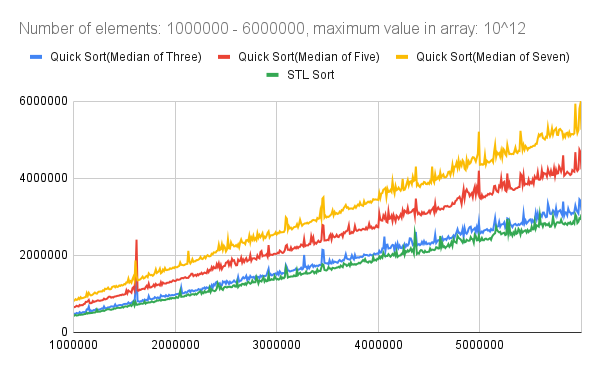 Number of elements: 1000000 - 6000000, maximum value in array: 10^12
Quick Sort(Median of Three) Quick Sort(Median of Five) Quick Sort(Median of Seven)
STL Sort
6000000
4000000
2000000
0
1000000 2000000 3000000 4000000 5000000